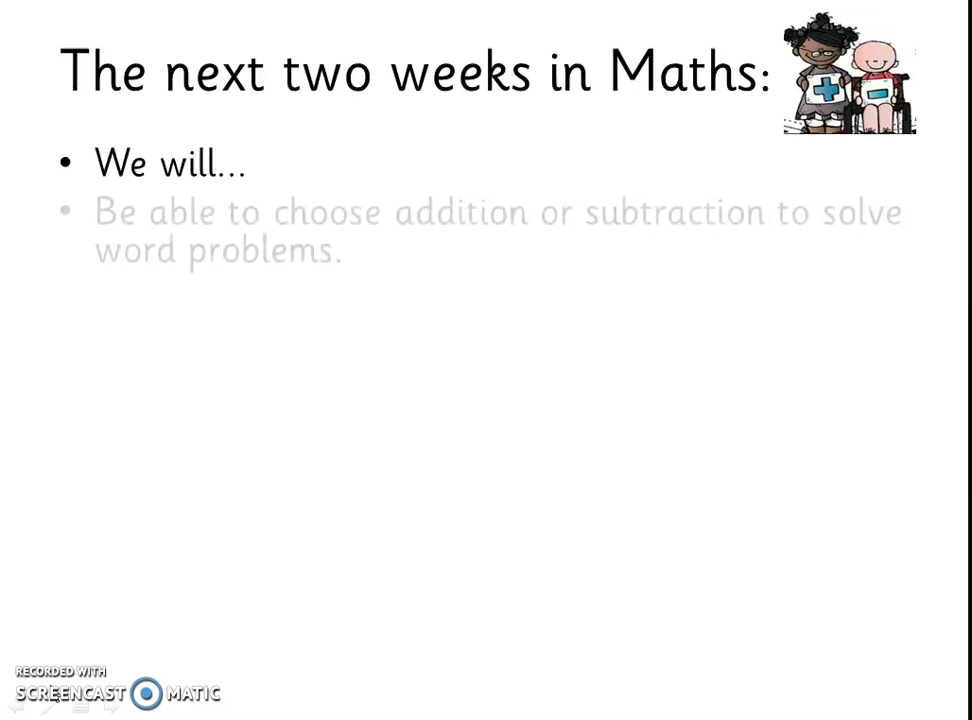 The next two weeks in Maths:
• We will...
• Be able to choose addition or subtraction to solve
word problems.
RECORDED WITH
SCREENCAST MATIC